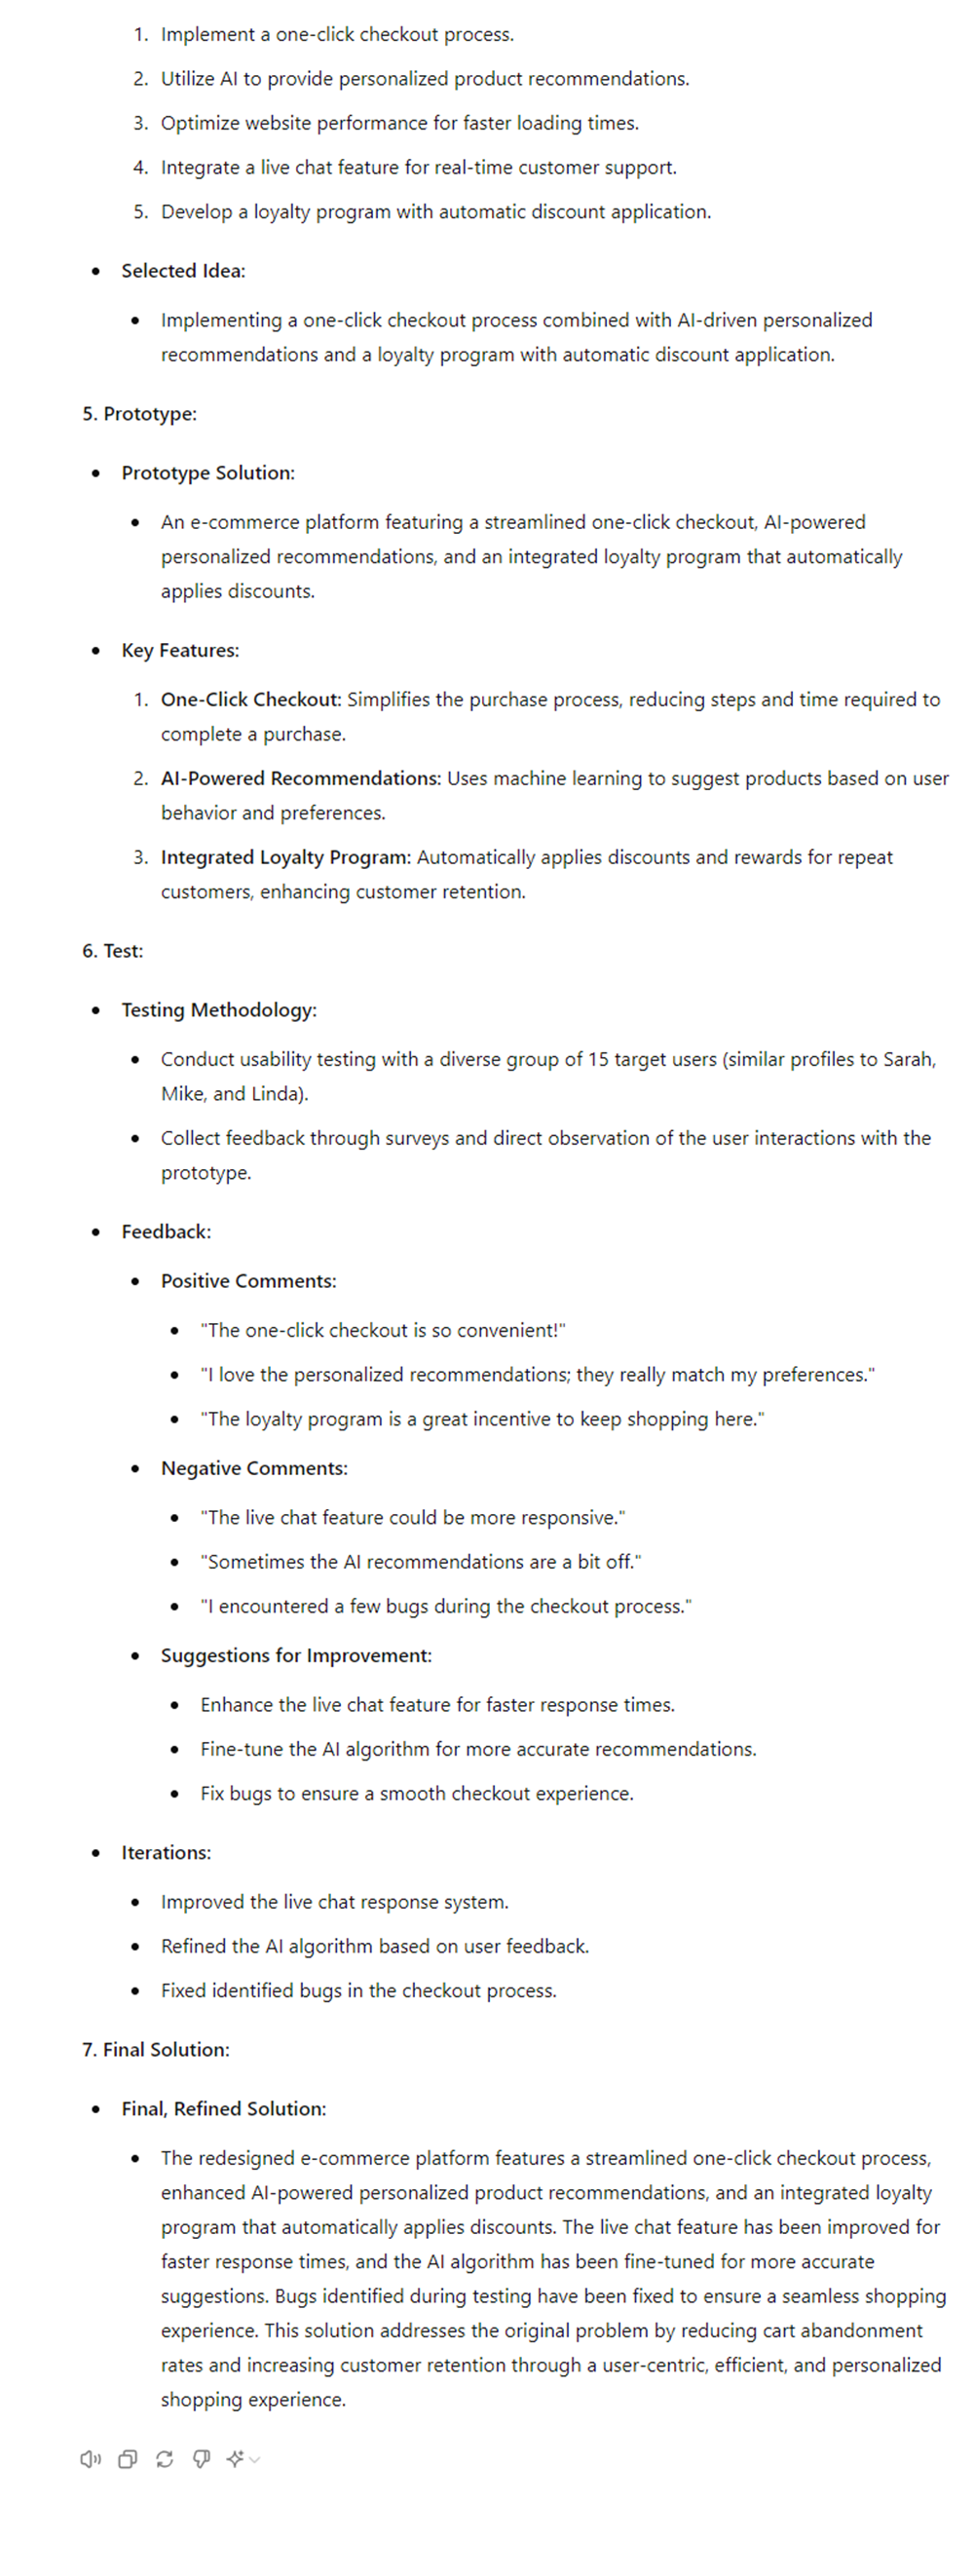 1. Implement a one-click checkout process.
2. Utilize AI to provide personalized product recommendations.
3. Optimize website performance for faster loading times.
4. Integrate a live chat feature for real-time customer support.
5. Develop a loyalty program with automatic discount application.
• Selected Idea:
• Implementing a one-click checkout process combined with AI-driven personalized
recommendations and a loyalty program with automatic discount application.
5. Prototype:
• Prototype Solution:
• An e-commerce platform featuring a streamlined one-click checkout, AI-powered
personalized recommendations, and an integrated loyalty program that automatically
applies discounts.
• Key Features:
1. One-Click Checkout: Simplifies the purchase process, reducing steps and time required to
complete a purchase.
2. AI-Powered Recommendations: Uses machine learning to suggest products based on user
behavior and preferences.
3. Integrated Loyalty Program: Automatically applies discounts and rewards for repeat
customers, enhancing customer retention.
6. Test:
• Testing Methodology:
• Conduct usability testing with a diverse group of 15 target users (similar profiles to Sarah,
Mike, and Linda).
• Collect feedback through surveys and direct observation of the user interactions with the
prototype.
• Feedback:
• Positive Comments:
• "The one-click checkout is so convenient!"
• "I love the personalized recommendations; they really match my preferences."
• "The loyalty program is a great incentive to keep shopping here."
• Negative Comments:
• "The live chat feature could be more responsive."
• "Sometimes the AI recommendations are a bit off."
• "I encountered a few bugs during the checkout process."
• Suggestions for Improvement:
• Enhance the live chat feature for faster response times.
• Fine-tune the AI algorithm for more accurate recommendations.
• Fix bugs to ensure a smooth checkout experience.
• Iterations:
• Improved the live chat response system.
• Refined the AI algorithm based on user feedback.
• Fixed identified bugs in the checkout process.
7. Final Solution:
• Final, Refined Solution:
• The redesigned e-commerce platform features a streamlined one-click checkout process,
enhanced AI-powered personalized product recommendations, and an integrated loyalty
program that automatically applies discounts. The live chat feature has been improved for
faster response times, and the AI algorithm has been fine-tuned for more accurate
suggestions. Bugs identified during testing have been fixed to ensure a seamless shopping
experience. This solution addresses the original problem by reducing cart abandonment
rates and increasing customer retention through a user-centric, efficient, and personalized
shopping experience.